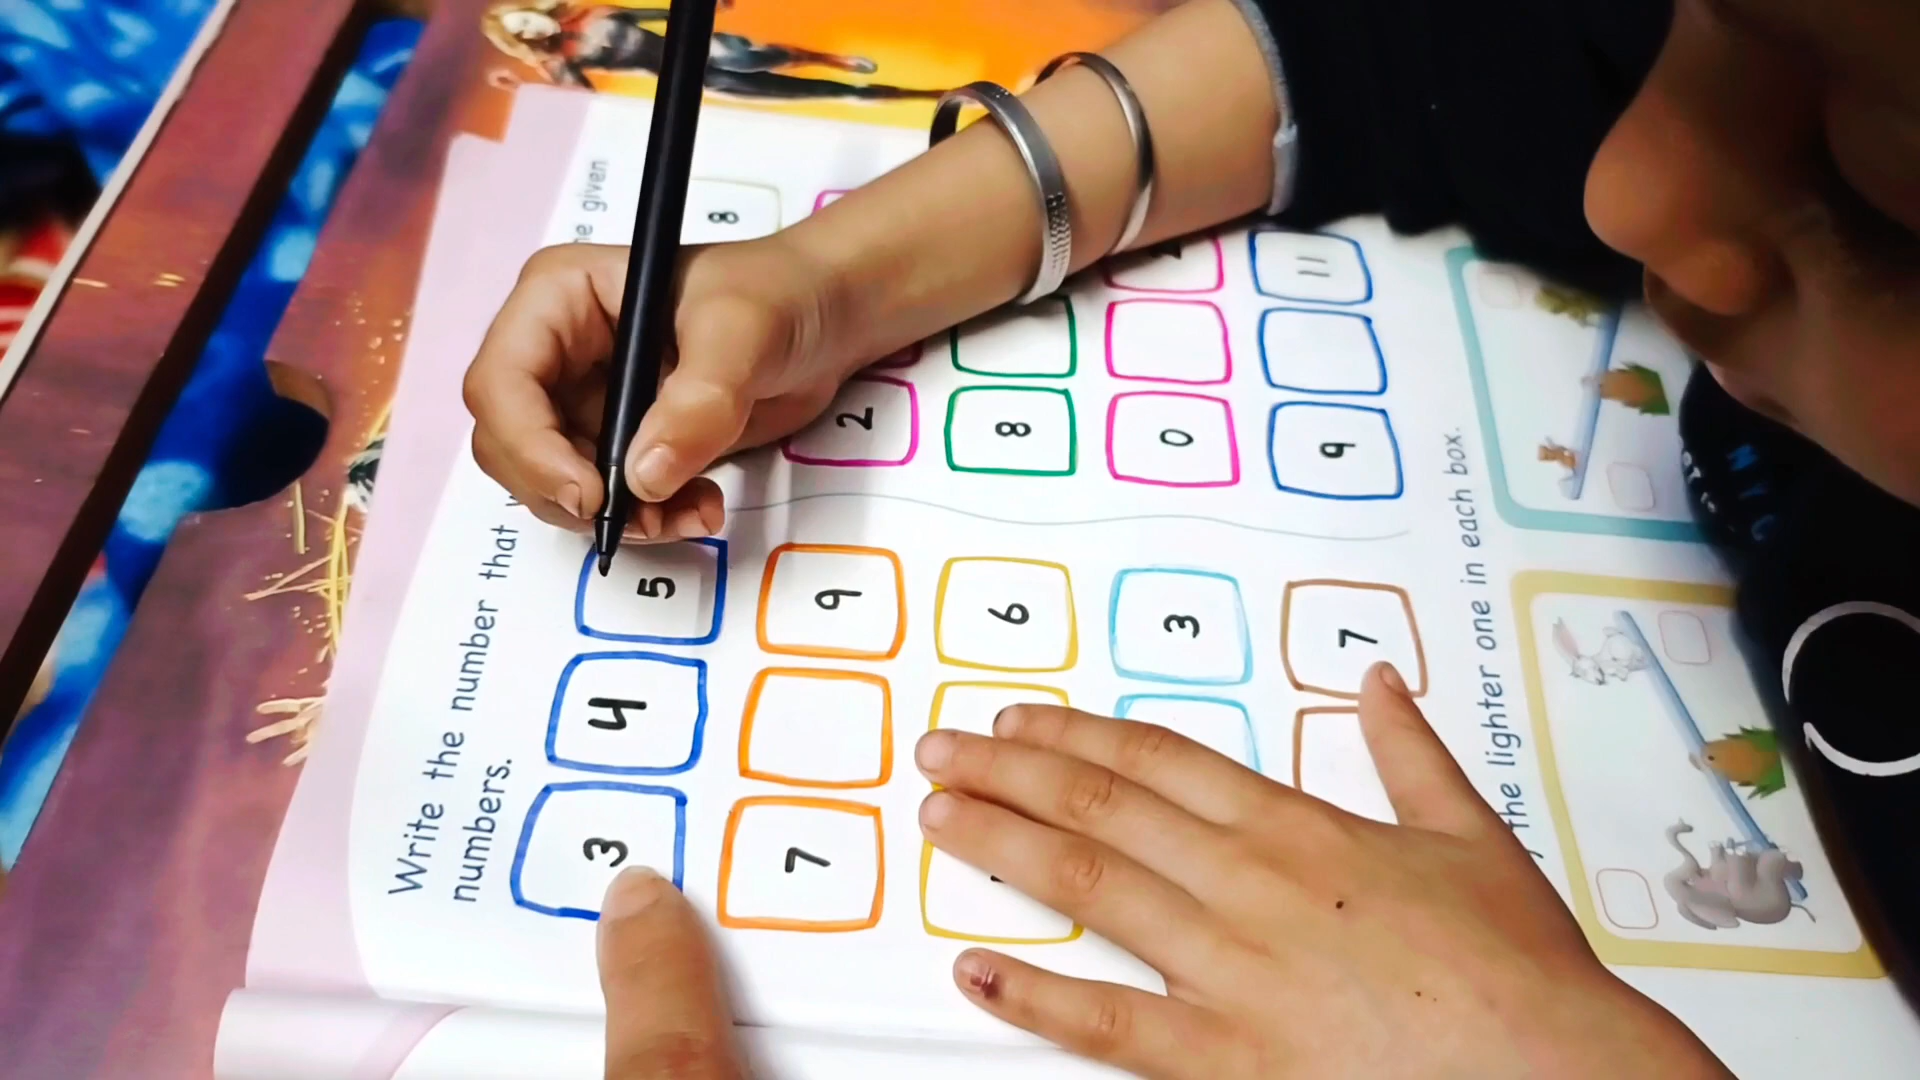 Write the number that
numbers.
3 4 5
7 9
6
3
7
given
8
2
8
0
9 11
the lighter one in each box.
NYC